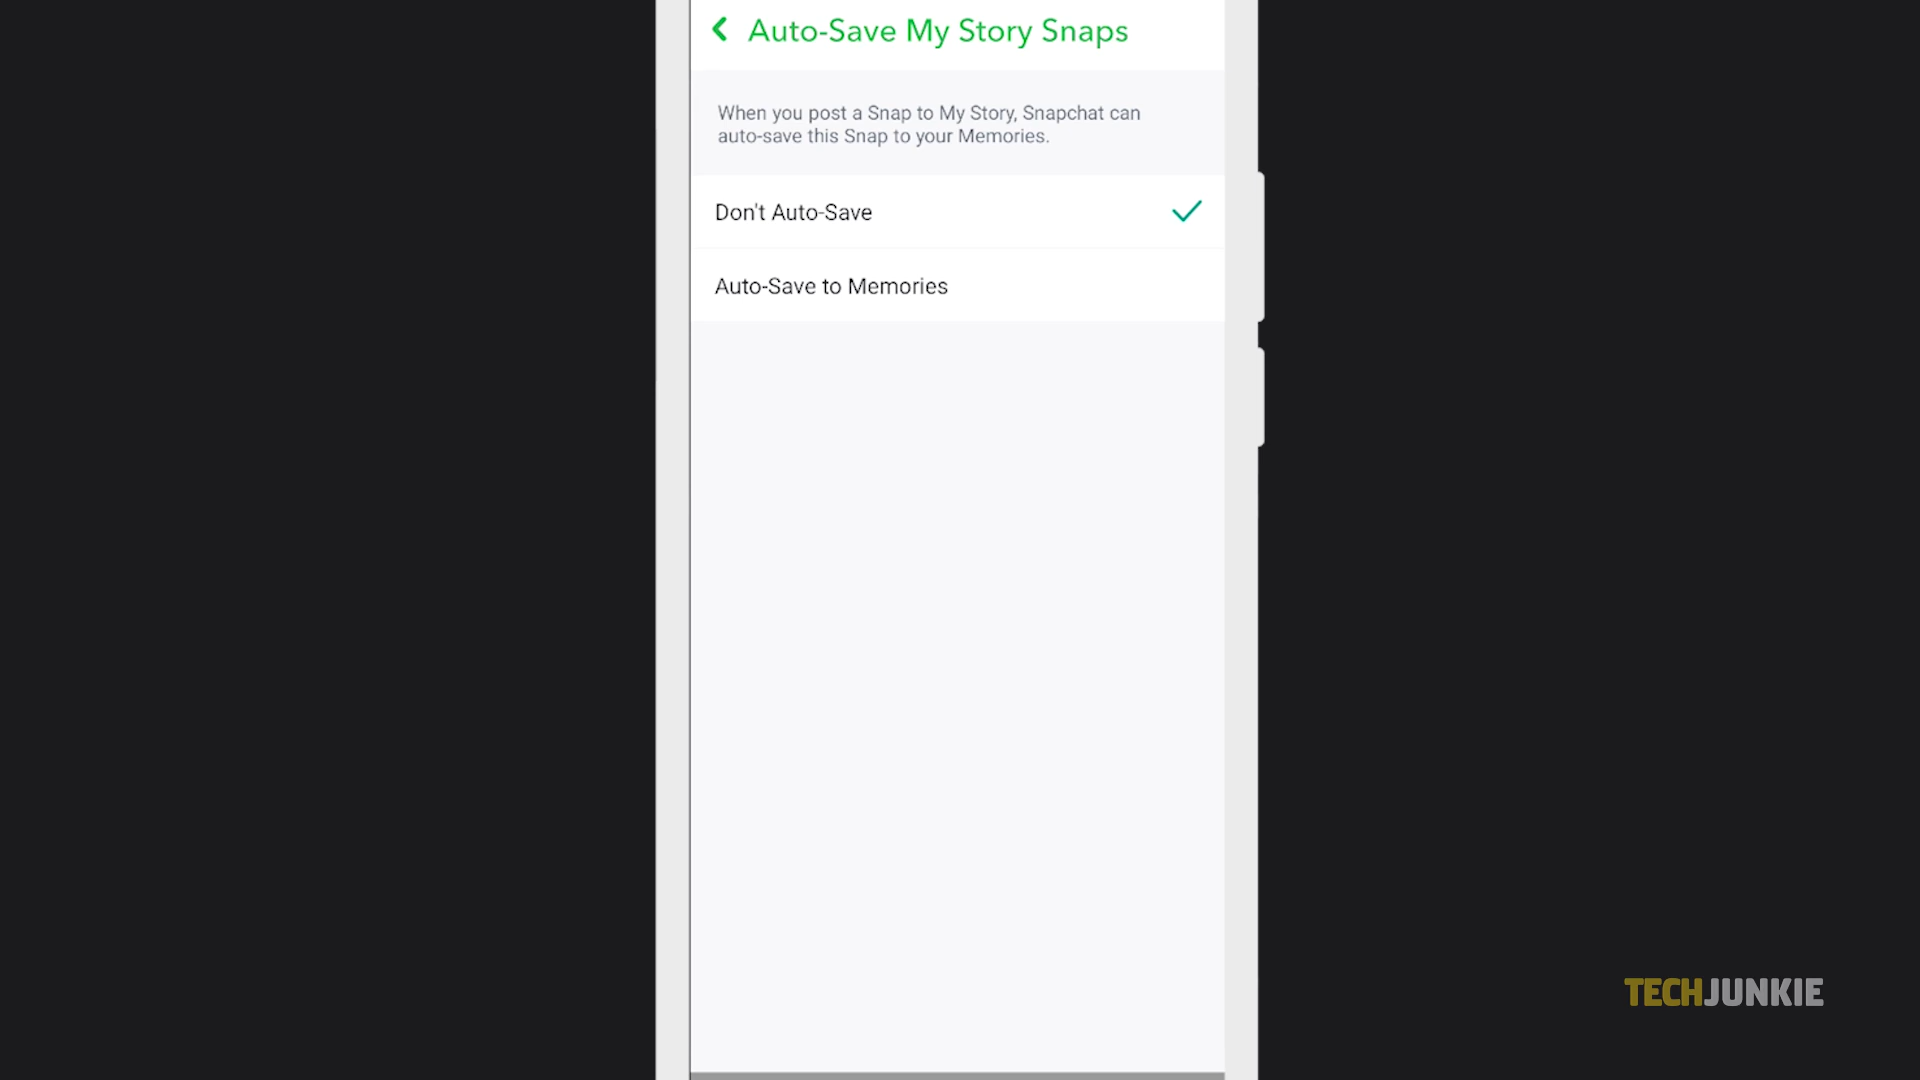 Auto-Save My Story Snaps
When you post a Snap to My Story, Snapchat can
auto-save this Snap to your Memories.
Don't Auto-Save
Auto-Save to Memories
TECHJUNKIE